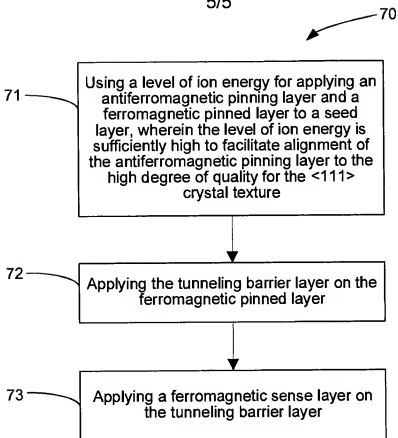 5/5
70
71
Using a level of ion energy for applying an
antiferromagnetic pinning layer and a
ferromagnetic pinned layer to a seed
layer, wherein the level of ion energy is
sufficiently high to facilitate alignment of
the antiferromagnetic pinning layer to the
high degree of quality for the <111>
crystal texture
72
Applying the tunneling barrier layer on the
ferromagnetic pinned layer
73
Applying a ferromagnetic sense layer on
the tunneling barrier layer